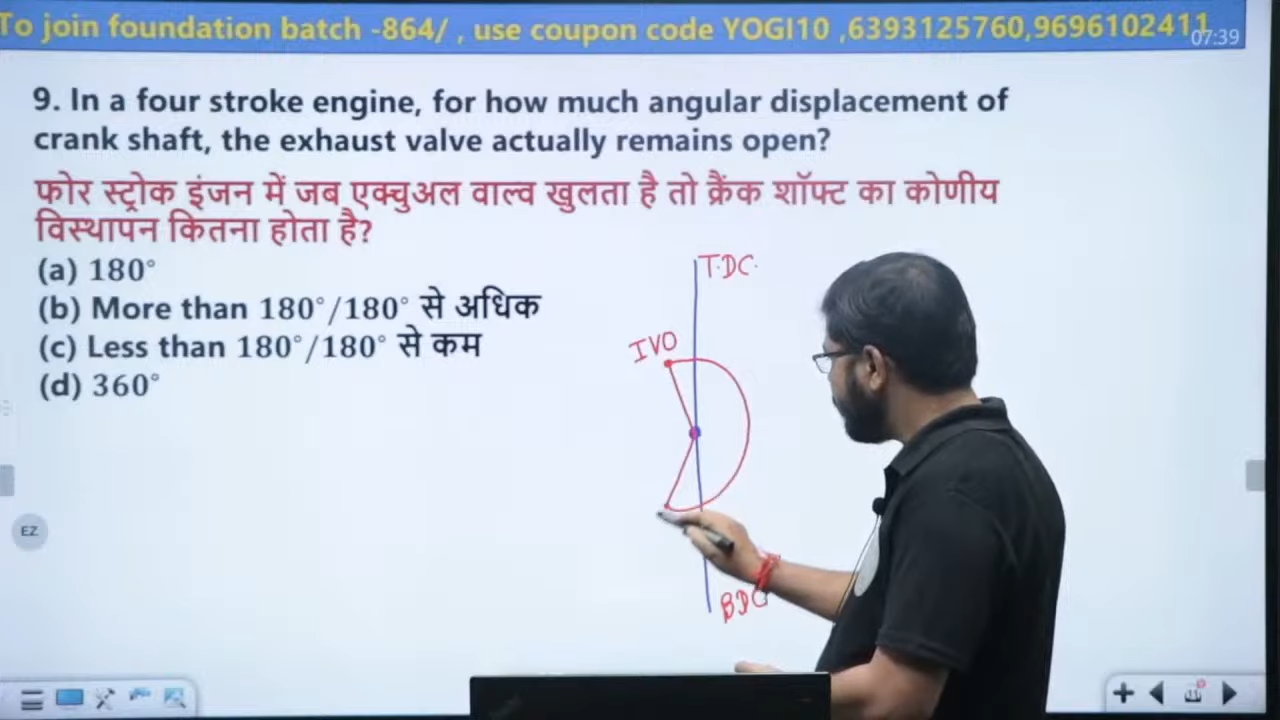 To join foundation batch -864/ , use coupon code YOGI10 ,6393125760,9696102411
07:39
9. In a four stroke engine, for how much angular displacement of
crank shaft, the exhaust valve actually remains open?
फोर स्ट्रोक इंजन में जब एक्चुअल वाल्व खुलता है तो क्रैंक शॉफ्ट का कोणीय
विस्थापन कितना होता है?
(a) 180°
(b) More than 180°/180° से अधिक
(c) Less than 180°/180° से कम
(d) 360°
T.DC.
IVO
BDC
EZ